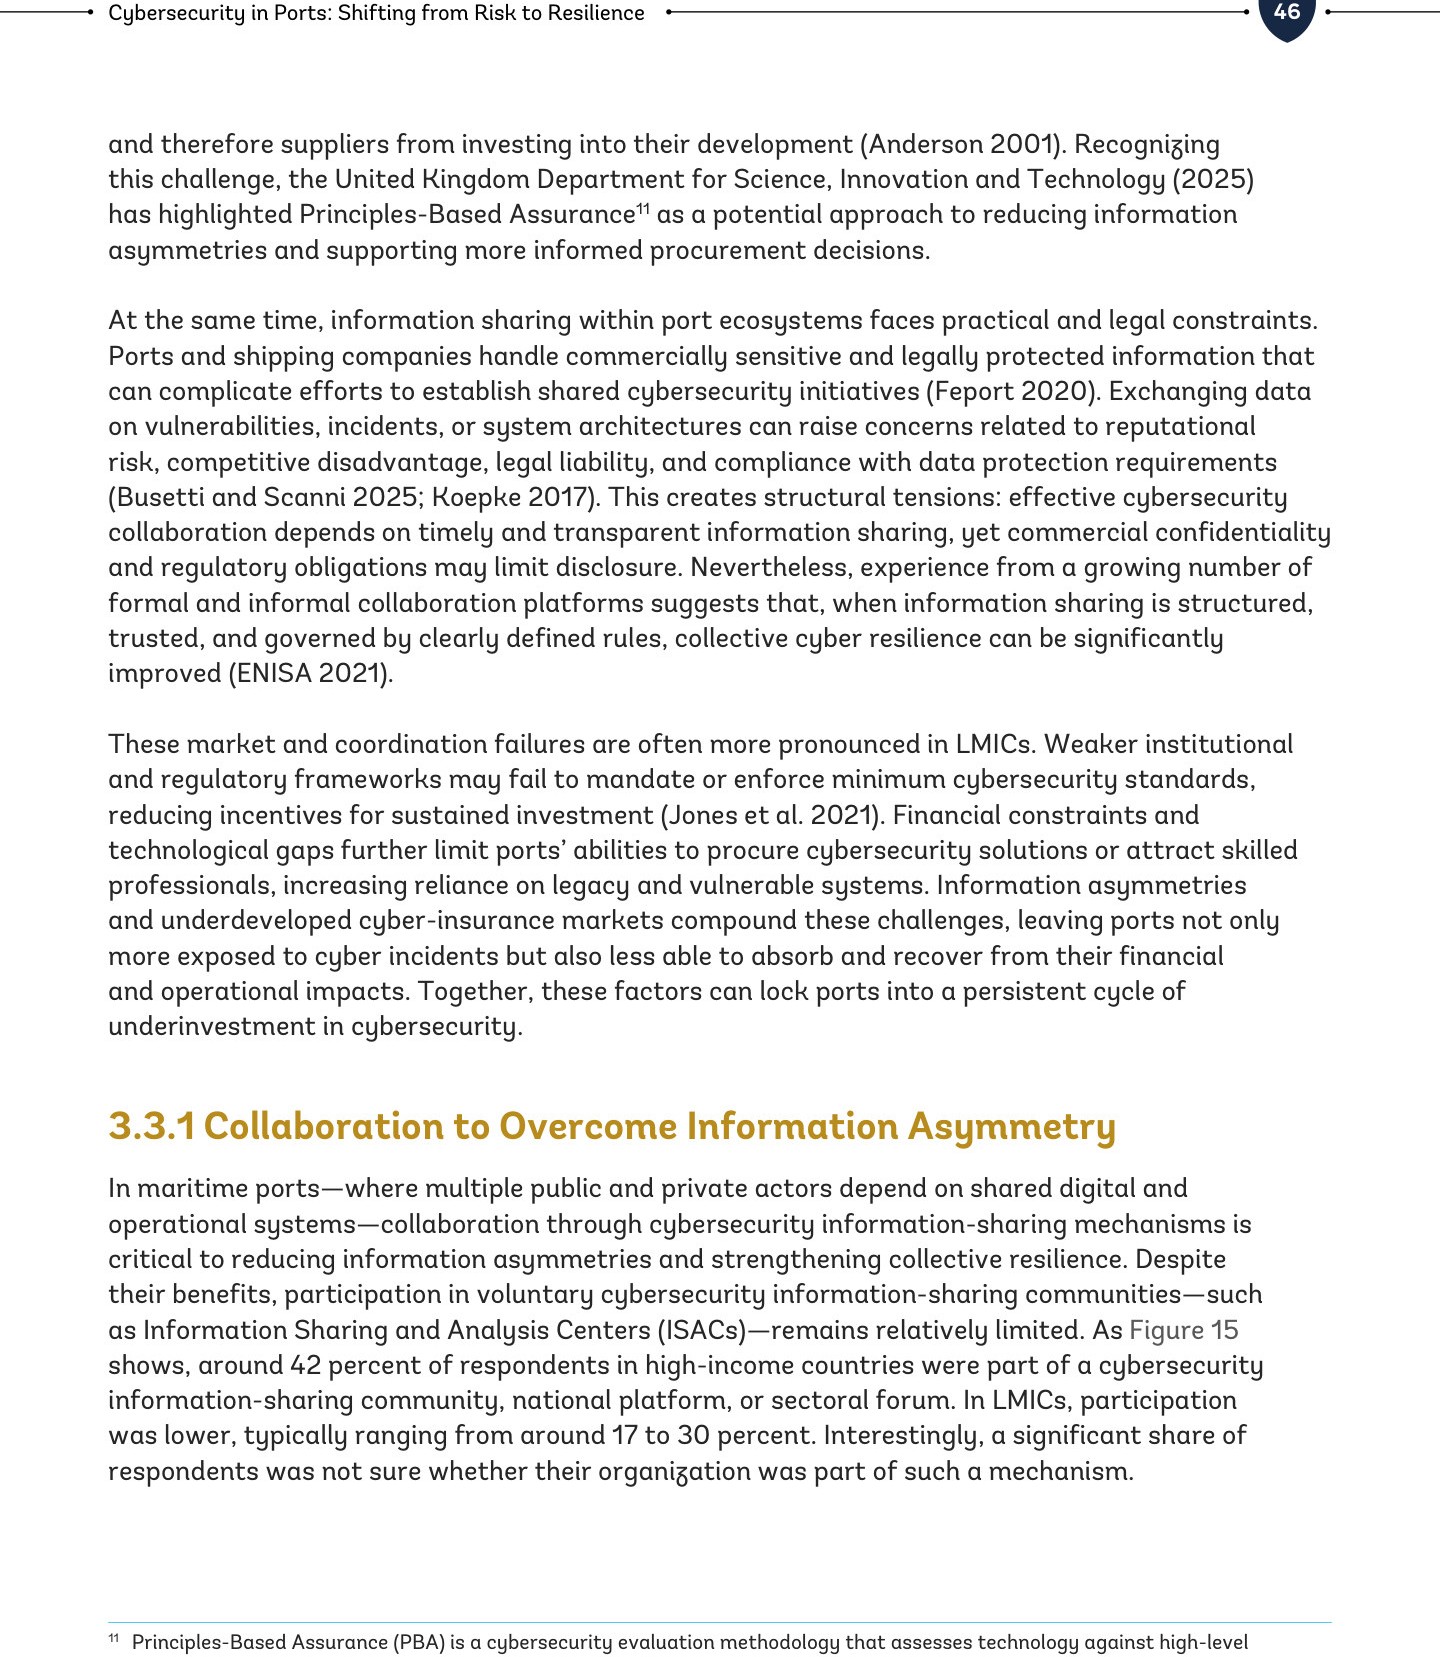 Cybersecurity in Ports: Shifting from Risk to Resilience
46
and therefore suppliers from investing into their development (Anderson 2001). Recognizing
this challenge, the United Kingdom Department for Science, Innovation and Technology (2025)
has highlighted Principles-Based Assurance¹¹ as a potential approach to reducing information
asymmetries and supporting more informed procurement decisions.
At the same time, information sharing within port ecosystems faces practical and legal constraints.
Ports and shipping companies handle commercially sensitive and legally protected information that
can complicate efforts to establish shared cybersecurity initiatives (Feport 2020). Exchanging data
on vulnerabilities, incidents, or system architectures can raise concerns related to reputational
risk, competitive disadvantage, legal liability, and compliance with data protection requirements
(Busetti and Scanni 2025; Koepke 2017). This creates structural tensions: effective cybersecurity
collaboration depends on timely and transparent information sharing, yet commercial confidentiality
and regulatory obligations may limit disclosure. Nevertheless, experience from a growing number of
formal and informal collaboration platforms suggests that, when information sharing is structured,
trusted, and governed by clearly defined rules, collective cyber resilience can be significantly
improved (ENISA 2021).
These market and coordination failures are often more pronounced in LMICs. Weaker institutional
and regulatory frameworks may fail to mandate or enforce minimum cybersecurity standards,
reducing incentives for sustained investment (Jones et al. 2021). Financial constraints and
technological gaps further limit ports’ abilities to procure cybersecurity solutions or attract skilled
professionals, increasing reliance on legacy and vulnerable systems. Information asymmetries
and underdeveloped cyber-insurance markets compound these challenges, leaving ports not only
more exposed to cyber incidents but also less able to absorb and recover from their financial
and operational impacts. Together, these factors can lock ports into a persistent cycle of
underinvestment in cybersecurity.
3.3.1 Collaboration to Overcome Information Asymmetry
In maritime ports—where multiple public and private actors depend on shared digital and
operational systems—collaboration through cybersecurity information-sharing mechanisms is
critical to reducing information asymmetries and strengthening collective resilience. Despite
their benefits, participation in voluntary cybersecurity information-sharing communities—such
as Information Sharing and Analysis Centers (ISACs)—remains relatively limited. As Figure 15
shows, around 42 percent of respondents in high-income countries were part of a cybersecurity
information-sharing community, national platform, or sectoral forum. In LMICs, participation
was lower, typically ranging from around 17 to 30 percent. Interestingly, a significant share of
respondents was not sure whether their organization was part of such a mechanism.
¹¹ Principles-Based Assurance (PBA) is a cybersecurity evaluation methodology that assesses technology against high-level